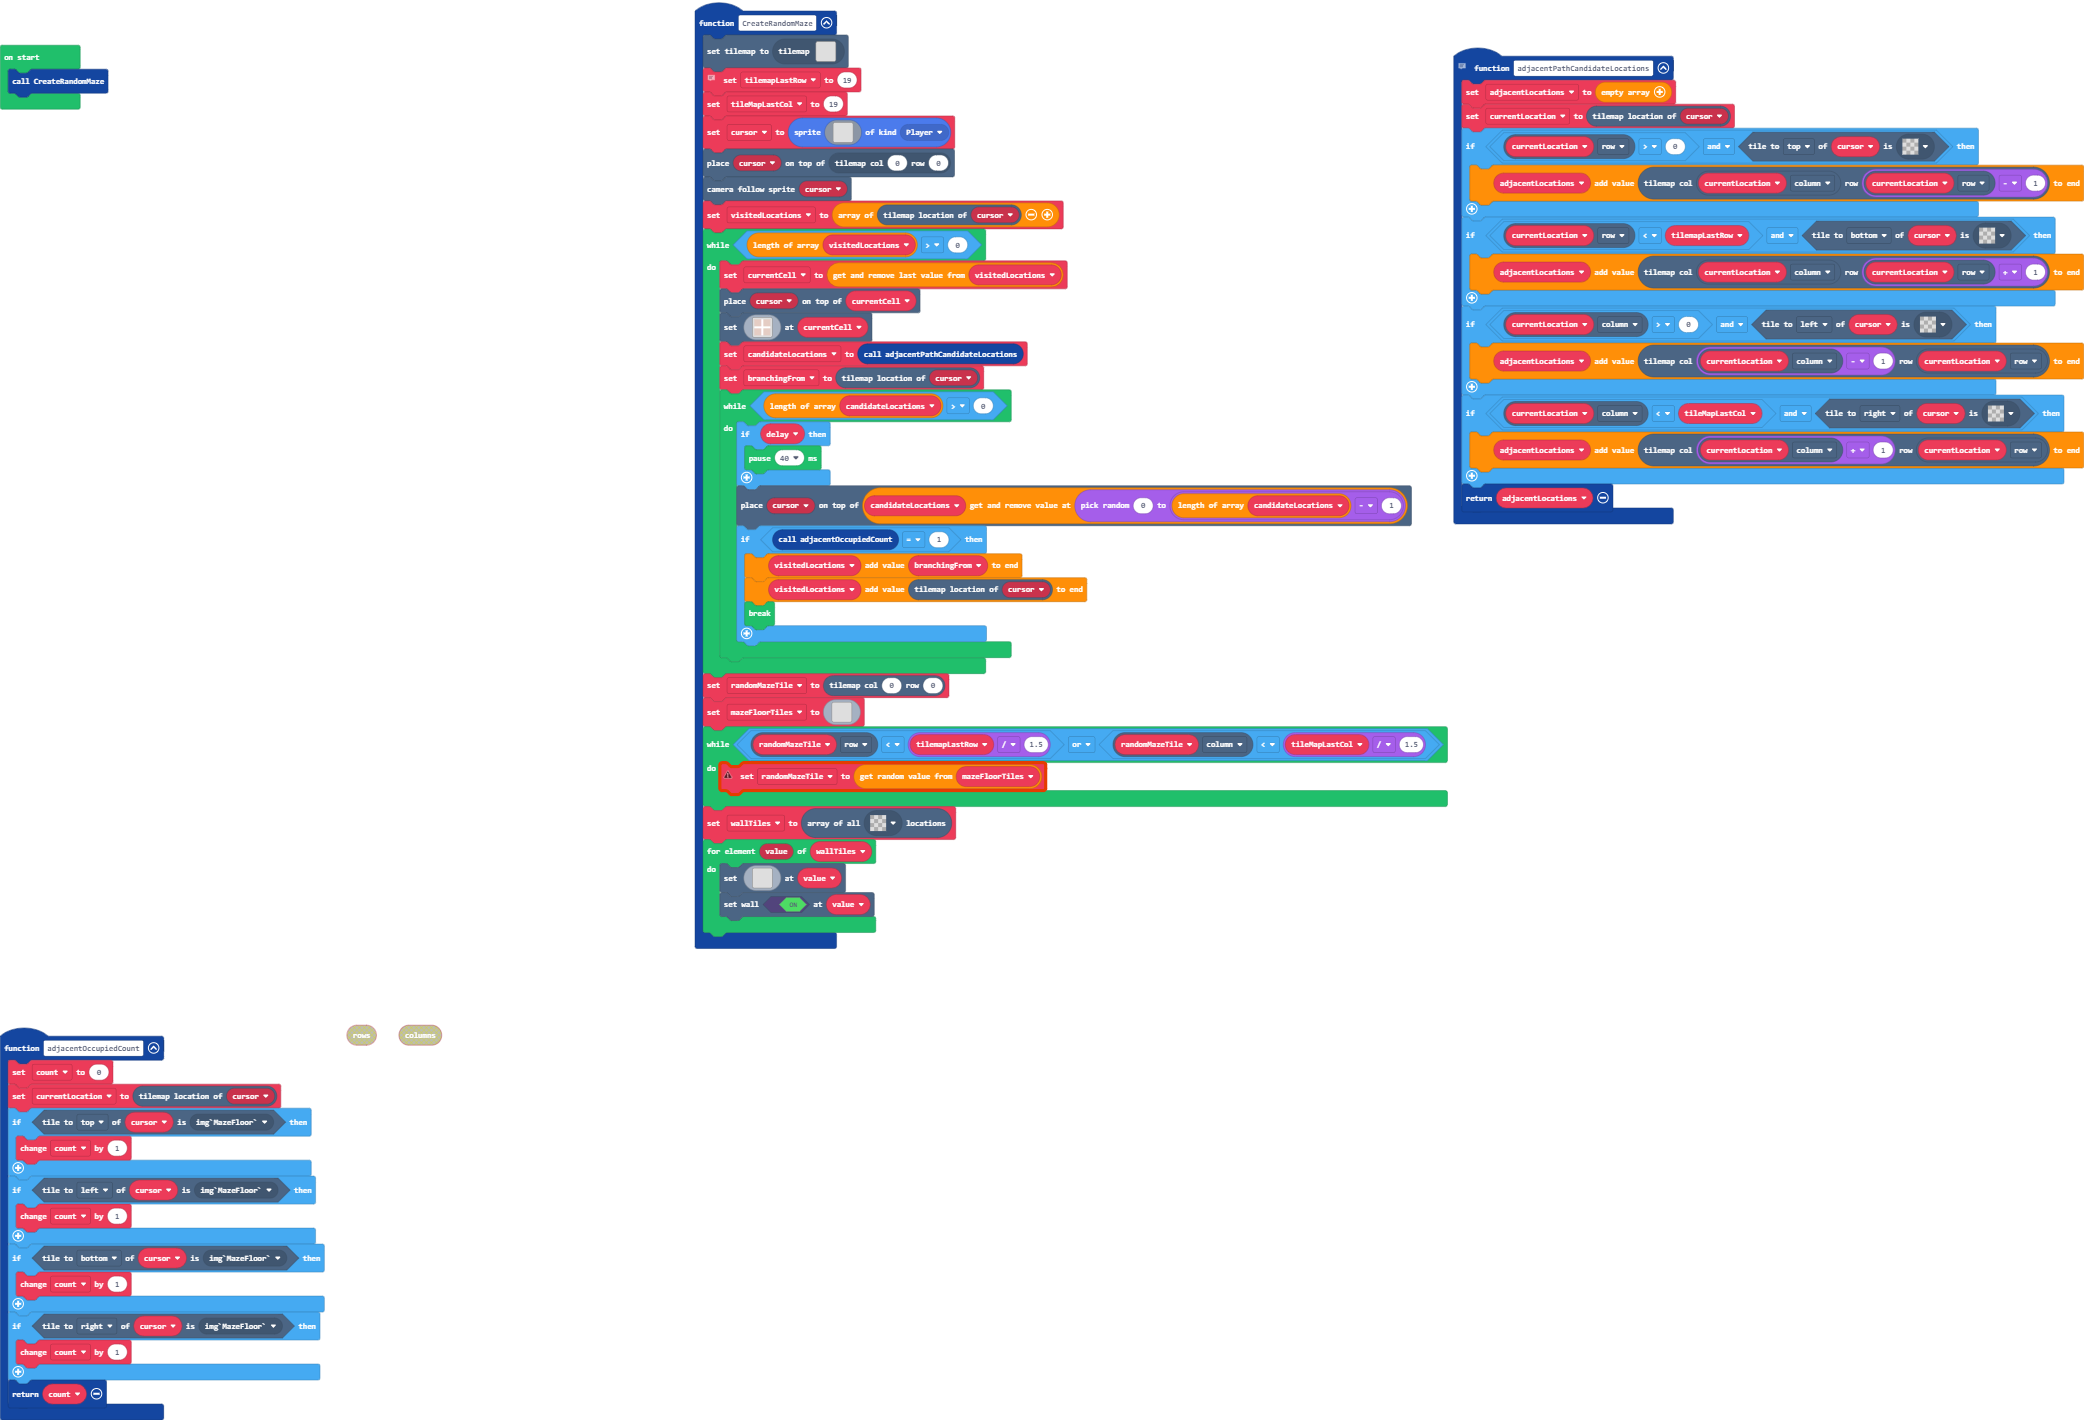 on start
call CreateRandomMaze
function CreateRandomMaze
set tilemap to tilemap
set tilemapLastRow to 19
set tileMapLastCol to 19
set cursor to sprite of kind Player
place cursor on top of tilemap col 0 row 0
camera follow sprite cursor
set visitedLocations to array of tilemap location of cursor
while length of array visitedLocations > 0
do set currentCell to get and remove last value from visitedLocations
place cursor on top of currentCell
set at currentCell
set candidateLocations to call adjacentPathCandidateLocations
set branchingFrom to tilemap location of cursor
while length of array candidateLocations > 0
do if delay then
pause 40 ms
place cursor on top of candidateLocations get and remove value at pick random 0 to length of array candidateLocations - 1
if call adjacentOccupiedCount = 1 then
visitedLocations add value branchingFrom to end
visitedLocations add value tilemap location of cursor to end
break
set randomMazeTile to tilemap col 0 row 0
set mazeFloorTiles to
while randomMazeTile row < tilemapLastRow / 1.5 or randomMazeTile column < tileMapLastCol / 1.5
do set randomMazeTile to get random value from mazeFloorTiles
set wallTiles to array of all locations
for element value of wallTiles
do set at value
set wall ON at value
function adjacentPathCandidateLocations
set adjacentLocations to empty array
set currentLocation to tilemap location of cursor
if currentLocation row > 0 and tile to top of cursor is then
adjacentLocations add value tilemap col currentLocation column row currentLocation row - 1 to end
if currentLocation row < tilemapLastRow and tile to bottom of cursor is then
adjacentLocations add value tilemap col currentLocation column row currentLocation row + 1 to end
if currentLocation column > 0 and tile to left of cursor is then
adjacentLocations add value tilemap col currentLocation column - 1 row currentLocation row to end
if currentLocation column < tileMapLastCol and tile to right of cursor is then
adjacentLocations add value tilemap col currentLocation column + 1 row currentLocation row to end
return adjacentLocations
function adjacentOccupiedCount
set count to 0
set currentLocation to tilemap location of cursor
if tile to top of cursor is img`MazeFloor` then
change count by 1
if tile to left of cursor is img`MazeFloor` then
change count by 1
if tile to bottom of cursor is img`MazeFloor` then
change count by 1
if tile to right of cursor is img`MazeFloor` then
change count by 1
return count
rows columns